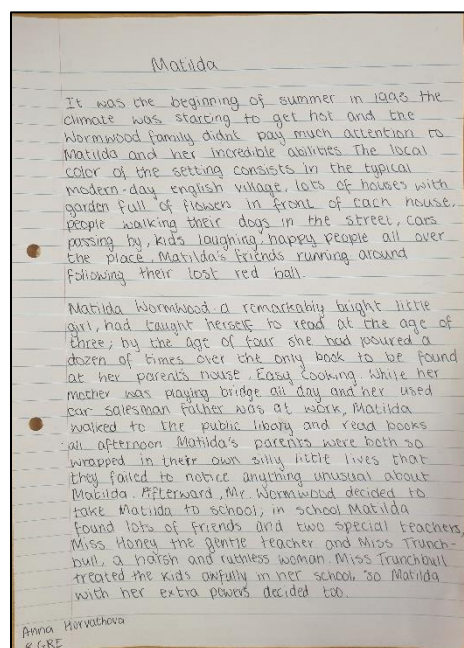 Matilda
It was the beginning of summer in 1993 the
climate was starting to get hot and the
Wormwood family didn't pay much attention to
Matilda and her incredible abilities. The local
color of the setting consists in the typical
modern-day english village, lots of houses with
garden full of flowers in front of each house,
people walking their dogs in the street, cars
passing by, kids laughing, happy people all over
the place, Matilda's friends running around
following their lost red ball.
Matilda Wormwood a remarkably bright little
girl, had taught herself to read at the age of
three; by the age of four she had poured a
dozen of times over the only book to be found
at her parent's house, Easy Cooking. While her
mother was playing bridge all day and her used
car salesman father was at work, Matilda
walked to the public libary and read books
all afternoon. Matilda's parents were both so
wrapped in their own silly little lives that
they failed to notice anything unusual about
Matilda. Afterward, Mr. Wormwood decided to
take Matilda to school, in school Matilda
found lots of friends and two special teachers,
Miss Honey the gentle teacher and Miss Trunch-
bull, a harsh and ruthless woman. Miss Trunchbull
treated the kids awfully in her school, so Matilda
with her extra powers decided too.
Anna Horvathova
8.GRE